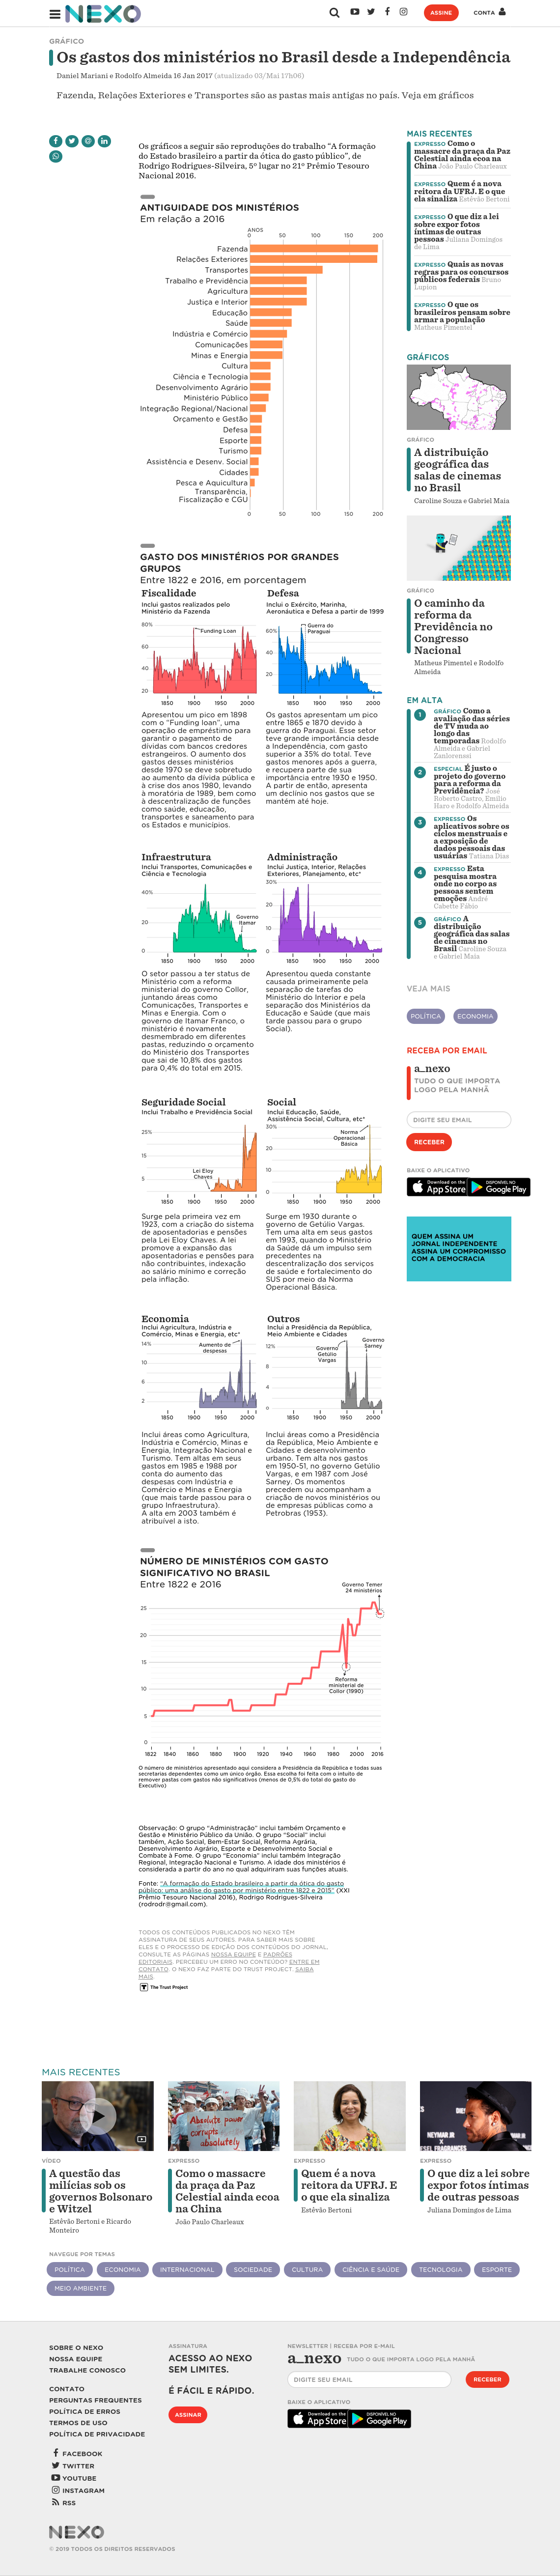 NEXO
ASSINE
CONTA
GRÁFICO
Os gastos dos ministérios no Brasil desde a Independência
Daniel Mariani e Rodolfo Almeida 16 Jan 2017 (atualizado 03/Mai 17h06)
Fazenda, Relações Exteriores e Transportes são as pastas mais antigas no país. Veja em gráficos
Os gráficos a seguir são reproduções do trabalho “A formação
do Estado brasileiro a partir da ótica do gasto público”, de
Rodrigo Rodrigues-Silveira, 5º lugar no 21º Prêmio Tesouro
Nacional 2016.
ANTIGUIDADE DOS MINISTÉRIOS
Em relação a 2016
ANOS
0 50 100 150 200
Fazenda
Relações Exteriores
Transportes
Trabalho e Previdência
Agricultura
Justiça e Interior
Educação
Saúde
Indústria e Comércio
Comunicações
Minas e Energia
Cultura
Ciência e Tecnologia
Desenvolvimento Agrário
Ministério Público
Integração Regional/Nacional
Orçamento e Gestão
Defesa
Esporte
Turismo
Assistência e Desenv. Social
Cidades
Pesca e Aquicultura
Transparência,
Fiscalização e CGU
0 50 100 150 200
GASTO DOS MINISTÉRIOS POR GRANDES
GRUPOS
Entre 1822 e 2016, em porcentagem
Fiscalidade
Inclui gastos realizados pelo
Ministério da Fazenda
80%
60
40
20
Funding Loan
1850 1900 1950 2000
Apresentou um pico em 1898
com o “Funding loan”, uma
operação de empréstimo para
garantir o pagamento de
dívidas com bancos credores
estrangeiros. O aumento dos
gastos desses ministérios
desde 1970 se deve sobretudo
ao aumento da dívida pública e
à crise dos anos 1980, levando
à moratória de 1989, bem como
à descentralização de funções
como saúde, educação,
transportes e saneamento para
os Estados e municípios.
Defesa
Inclui o Exército, Marinha,
Aeronáutica e Defesa a partir de 1999
60%
40
20
Guerra do
Paraguai
1850 1900 1950 2000
Os gastos apresentam um pico
entre 1865 e 1870 devido à
guerra do Paraguai. Esse setor
teve grande importância desde
a Independência, com gasto
superior a 35% do total. Teve
menos gastos após a guerra,
e recupera parte de sua
importância entre 1930 e 1950.
A partir de então, apresenta
um declínio nos gastos que se
mantém até hoje.
Infraestrutura
Inclui Transportes, Comunicações e
Ciência e Tecnologia
40%
20
0
Governo
Itamar
1850 1900 1950 2000
O setor passou a ter status de
Ministério com a reforma
ministerial do governo Collor,
juntando áreas como
Comunicações, Transportes e
Minas e Energia. Com o
governo de Itamar Franco, o
ministério é novamente
desmembrado em diferentes
pastas, reduzindo o orçamento
do Ministério dos Transportes
que sai de 10,8% dos gastos
para 0,4% do total em 2015.
Administração
Inclui Justiça, Interior, Relações
Exteriores, Planejamento, etc*
30%
20
10
0
1850 1900 1950 2000
Apresentou queda constante
causada primeiramente pela
separação de tarefas do
Ministério do Interior e pela
separação dos Ministérios da
Educação e Saúde (que mais
tarde passou para o grupo
Social).
Seguridade Social
Inclui Trabalho e Previdência Social
25%
15
5
Lei Eloy
Chaves
1850 1900 1950 2000
Surge pela primeira vez em
1923, com a criação do sistema
de aposentadorias e pensões
pela Lei Eloy Chaves. A lei
promove a expansão das
aposentadorias e pensões para
não contribuintes, indexação
ao salário mínimo e correção
pela inflação.
Social
Inclui Educação, Saúde,
Assistência Social, Cultura, etc*
30%
20
10
0
Norma
Operacional
Básica
1850 1900 1950 2000
Surge em 1930 durante o
governo de Getúlio Vargas.
Tem uma alta em seus gastos
em 1993, quando o Ministério
da Saúde dá um impulso sem
precedentes na
descentralização dos serviços
de saúde e fortalecimento do
SUS por meio da Norma
Operacional Básica.
Economia
Inclui Agricultura, Indústria e
Comércio, Minas e Energia, etc*
14%
10
6
2
Aumento de
despesas
1850 1900 1950 2000
Inclui áreas como Agricultura,
Indústria e Comércio, Minas e
Energia, Integração Nacional e
Turismo. Tem altas em seus
gastos em 1985 e 1988 por
conta do aumento das
despesas com Indústria e
Comércio e Minas e Energia
(que mais tarde passou para o
grupo Infraestrutura).
A alta em 2003 também é
atribuível a isto.
Outros
Inclui a Presidência da República,
Meio Ambiente e Cidades
12%
8
4
0
Governo
Getúlio
Vargas
Governo
Sarney
1850 1900 1950 2000
Inclui áreas como a Presidência
da República, Meio Ambiente e
Cidades e desenvolvimento
urbano. Tem alta nos gastos
em 1950-51, no governo Getúlio
Vargas, e em 1987 com José
Sarney. Os momentos
precedem ou acompanham a
criação de novos ministérios ou
de empresas públicas como a
Petrobras (1953).
NÚMERO DE MINISTÉRIOS COM GASTO
SIGNIFICATIVO NO BRASIL
Entre 1822 e 2016
Governo Temer
24 ministérios
25
20
15
10
5
0
Reforma
ministerial de
Collor (1990)
1822 1840 1860 1880 1900 1920 1940 1960 1980 2000 2016
O número de ministérios apresentado aqui considera a Presidência da República e todas suas
secretarias dependentes como um único órgão. Essa escolha foi feita com o intuito de
remover pastas com gastos não significativos (menos de 0,5% do total do gasto do
Executivo)
Observação: O grupo “Administração” inclui também Orçamento e
Gestão e Ministério Público da União. O grupo “Social” inclui
também, Ação Social, Bem-Estar Social, Reforma Agrária,
Desenvolvimento Agrário, Esporte e Desenvolvimento Social e
Combate à Fome. O grupo “Economia” inclui também Integração
Regional, Integração Nacional e Turismo. A idade dos ministérios é
considerada a partir do ano no qual adquiriram suas funções atuais.
Fonte: “A formação do Estado brasileiro a partir da ótica do gasto
público: uma análise do gasto por ministério entre 1822 e 2015” (XXI
Prêmio Tesouro Nacional 2016), Rodrigo Rodrigues-Silveira
(rodrodr@gmail.com).
TODOS OS CONTEÚDOS PUBLICADOS NO NEXO TÊM
ASSINATURA DE SEUS AUTORES. PARA SABER MAIS SOBRE
ELES E O PROCESSO DE EDIÇÃO DOS CONTEÚDOS DO JORNAL,
CONSULTE AS PÁGINAS NOSSA EQUIPE E PADRÕES
EDITORIAIS. PERCEBEU UM ERRO NO CONTEÚDO? ENTRE EM
CONTATO. O NEXO FAZ PARTE DO TRUST PROJECT. SAIBA
MAIS.
The Trust Project
MAIS RECENTES
EXPRESSO Como o
massacre da praça da Paz
Celestial ainda ecoa na
China João Paulo Charleaux
EXPRESSO Quem é a nova
reitora da UFRJ. E o que
ela sinaliza Estêvão Bertoni
EXPRESSO O que diz a lei
sobre expor fotos
íntimas de outras
pessoas Juliana Domingos
de Lima
EXPRESSO Quais as novas
regras para os concursos
públicos federais Bruno
Lupion
EXPRESSO O que os
brasileiros pensam sobre
armar a população
Matheus Pimentel
GRÁFICOS
GRÁFICO
A distribuição
geográfica das
salas de cinemas
no Brasil
Caroline Souza e Gabriel Maia
GRÁFICO
O caminho da
reforma da
Previdência no
Congresso
Nacional
Matheus Pimentel e Rodolfo
Almeida
EM ALTA
1 GRÁFICO Como a
avaliação das séries
de TV muda ao
longo das
temporadas Rodolfo
Almeida e Gabriel
Zanlorenssi
2 ESPECIAL É justo o
projeto do governo
para a reforma da
Previdência? José
Roberto Castro, Emilio
Haro e Rodolfo Almeida
3 EXPRESSO Os
aplicativos sobre os
ciclos menstruais e
a exposição de
dados pessoais das
usuárias Tatiana Dias
4 EXPRESSO Esta
pesquisa mostra
onde no corpo as
pessoas sentem
emoções André
Cabette Fábio
5 GRÁFICO A
distribuição
geográfica das salas
de cinemas no
Brasil Caroline Souza
e Gabriel Maia
VEJA MAIS
POLÍTICA ECONOMIA
RECEBA POR EMAIL
a_nexo
TUDO O QUE IMPORTA
LOGO PELA MANHÃ
DIGITE SEU EMAIL
RECEBER
BAIXE O APLICATIVO
Download on the App Store
DISPONÍVEL NO Google Play
QUEM ASSINA UM
JORNAL INDEPENDENTE
ASSINA UM COMPROMISSO
COM A DEMOCRACIA
MAIS RECENTES
VÍDEO
A questão das
milícias sob os
governos Bolsonaro
e Witzel
Estêvão Bertoni e Ricardo
Monteiro
Absolute power
corrupts
absolutely
EXPRESSO
Como o massacre
da praça da Paz
Celestial ainda ecoa
na China
João Paulo Charleaux
EXPRESSO
Quem é a nova
reitora da UFRJ. E
o que ela sinaliza
Estêvão Bertoni
EXPRESSO
O que diz a lei sobre
expor fotos íntimas
de outras pessoas
Juliana Domingos de Lima
NAVEGUE POR TEMAS
POLÍTICA ECONOMIA INTERNACIONAL SOCIEDADE CULTURA CIÊNCIA E SAÚDE TECNOLOGIA ESPORTE
MEIO AMBIENTE
SOBRE O NEXO
NOSSA EQUIPE
TRABALHE CONOSCO
CONTATO
PERGUNTAS FREQUENTES
POLÍTICA DE ERROS
TERMOS DE USO
POLÍTICA DE PRIVACIDADE
FACEBOOK
TWITTER
YOUTUBE
INSTAGRAM
RSS
ASSINATURA
ACESSO AO NEXO
SEM LIMITES.
É FÁCIL E RÁPIDO.
ASSINAR
NEWSLETTER | RECEBA POR E-MAIL
a_nexo TUDO O QUE IMPORTA LOGO PELA MANHÃ
DIGITE SEU EMAIL
RECEBER
BAIXE O APLICATIVO
Download on the App Store
DISPONÍVEL NO Google Play
NEXO
© 2019 TODOS OS DIREITOS RESERVADOS